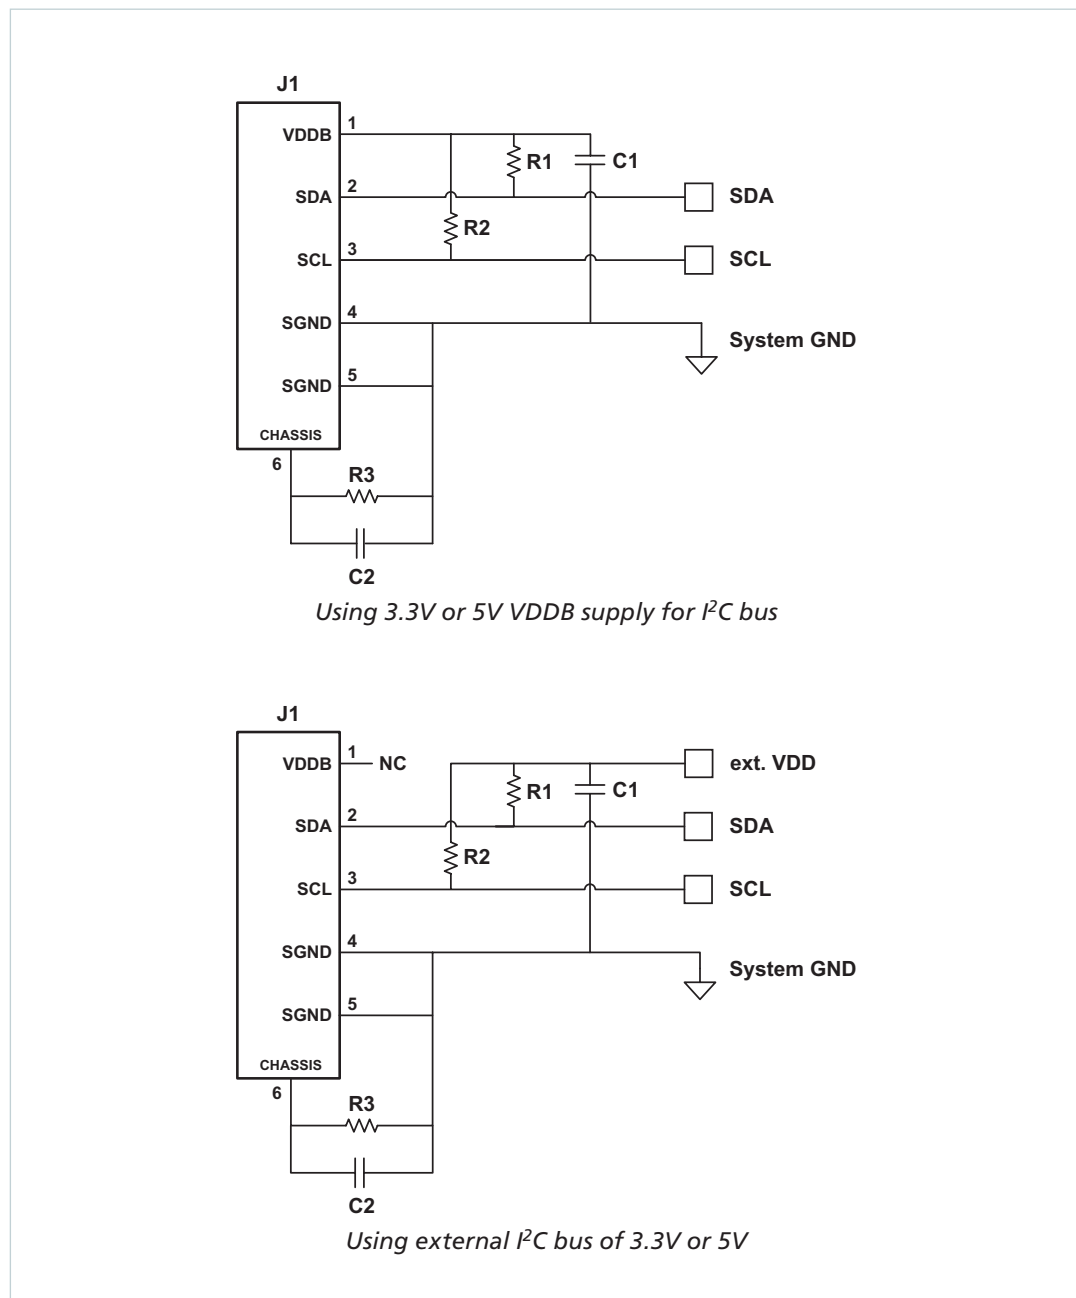 J1
1
VDDB
R1
C1
2
SDA
SDA
R2
3
SCL
SCL
4
SGND
System GND
5
SGND
CHASSIS
6
R3
C2
Using 3.3V or 5V VDDB supply for I²C bus
J1
1
VDDB
NC
ext. VDD
R1
C1
2
SDA
SDA
R2
3
SCL
SCL
4
SGND
System GND
5
SGND
CHASSIS
6
R3
C2
Using external I²C bus of 3.3V or 5V